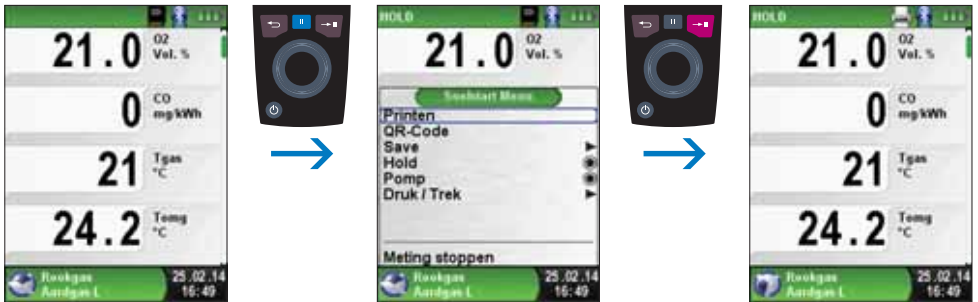 21.0 O2 Vol. %
0 CO mg/kWh
21 Tgas °C
24.2 Tomg °C
Rookgas 25.02.14
Aardgas L 16:49
HOLD
21.0 O2 Vol. %
Snelstart Menu
Printen
QR-Code
Save
Hold
Pomp
Druk / Trek
Meting stoppen
Rookgas 25.02.14
Aardgas L 16:49
HOLD
21.0 O2 Vol. %
0 CO mg/kWh
21 Tgas °C
24.2 Tomg °C
Rookgas 25.02.14
Aardgas L 16:49